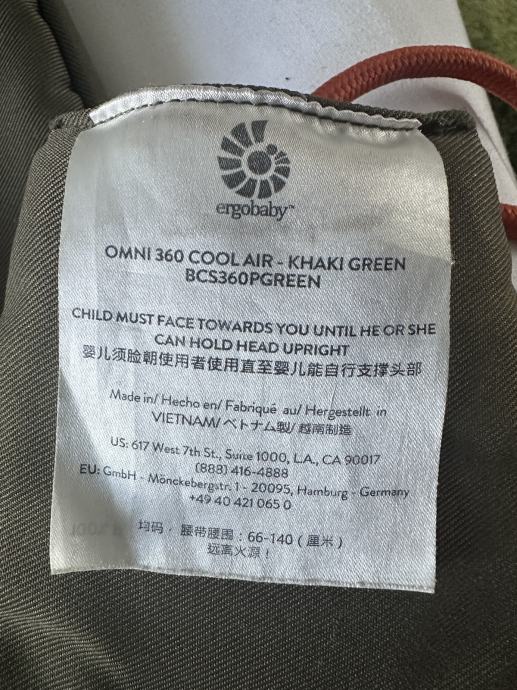 ergobaby™
OMNI 360 COOL AIR - KHAKI GREEN
BCS360PGREEN
CHILD MUST FACE TOWARDS YOU UNTIL HE OR SHE
CAN HOLD HEAD UPRIGHT
婴儿须脸朝使用者使用直至婴儿能自行支撑头部
Made in/ Hecho en/ Fabriqué au/ Hergestellt in
VIETNAM/ ベトナム製/ 越南制造
US: 617 West 7th St., Suite 1000, L.A., CA 90017
(888) 416-4888
EU: GmbH - Mönckebergstr. 1 - 20095, Hamburg - Germany
+49 40 421 065 0
均码，腰带腰围：66-140（厘米）
远离火源！